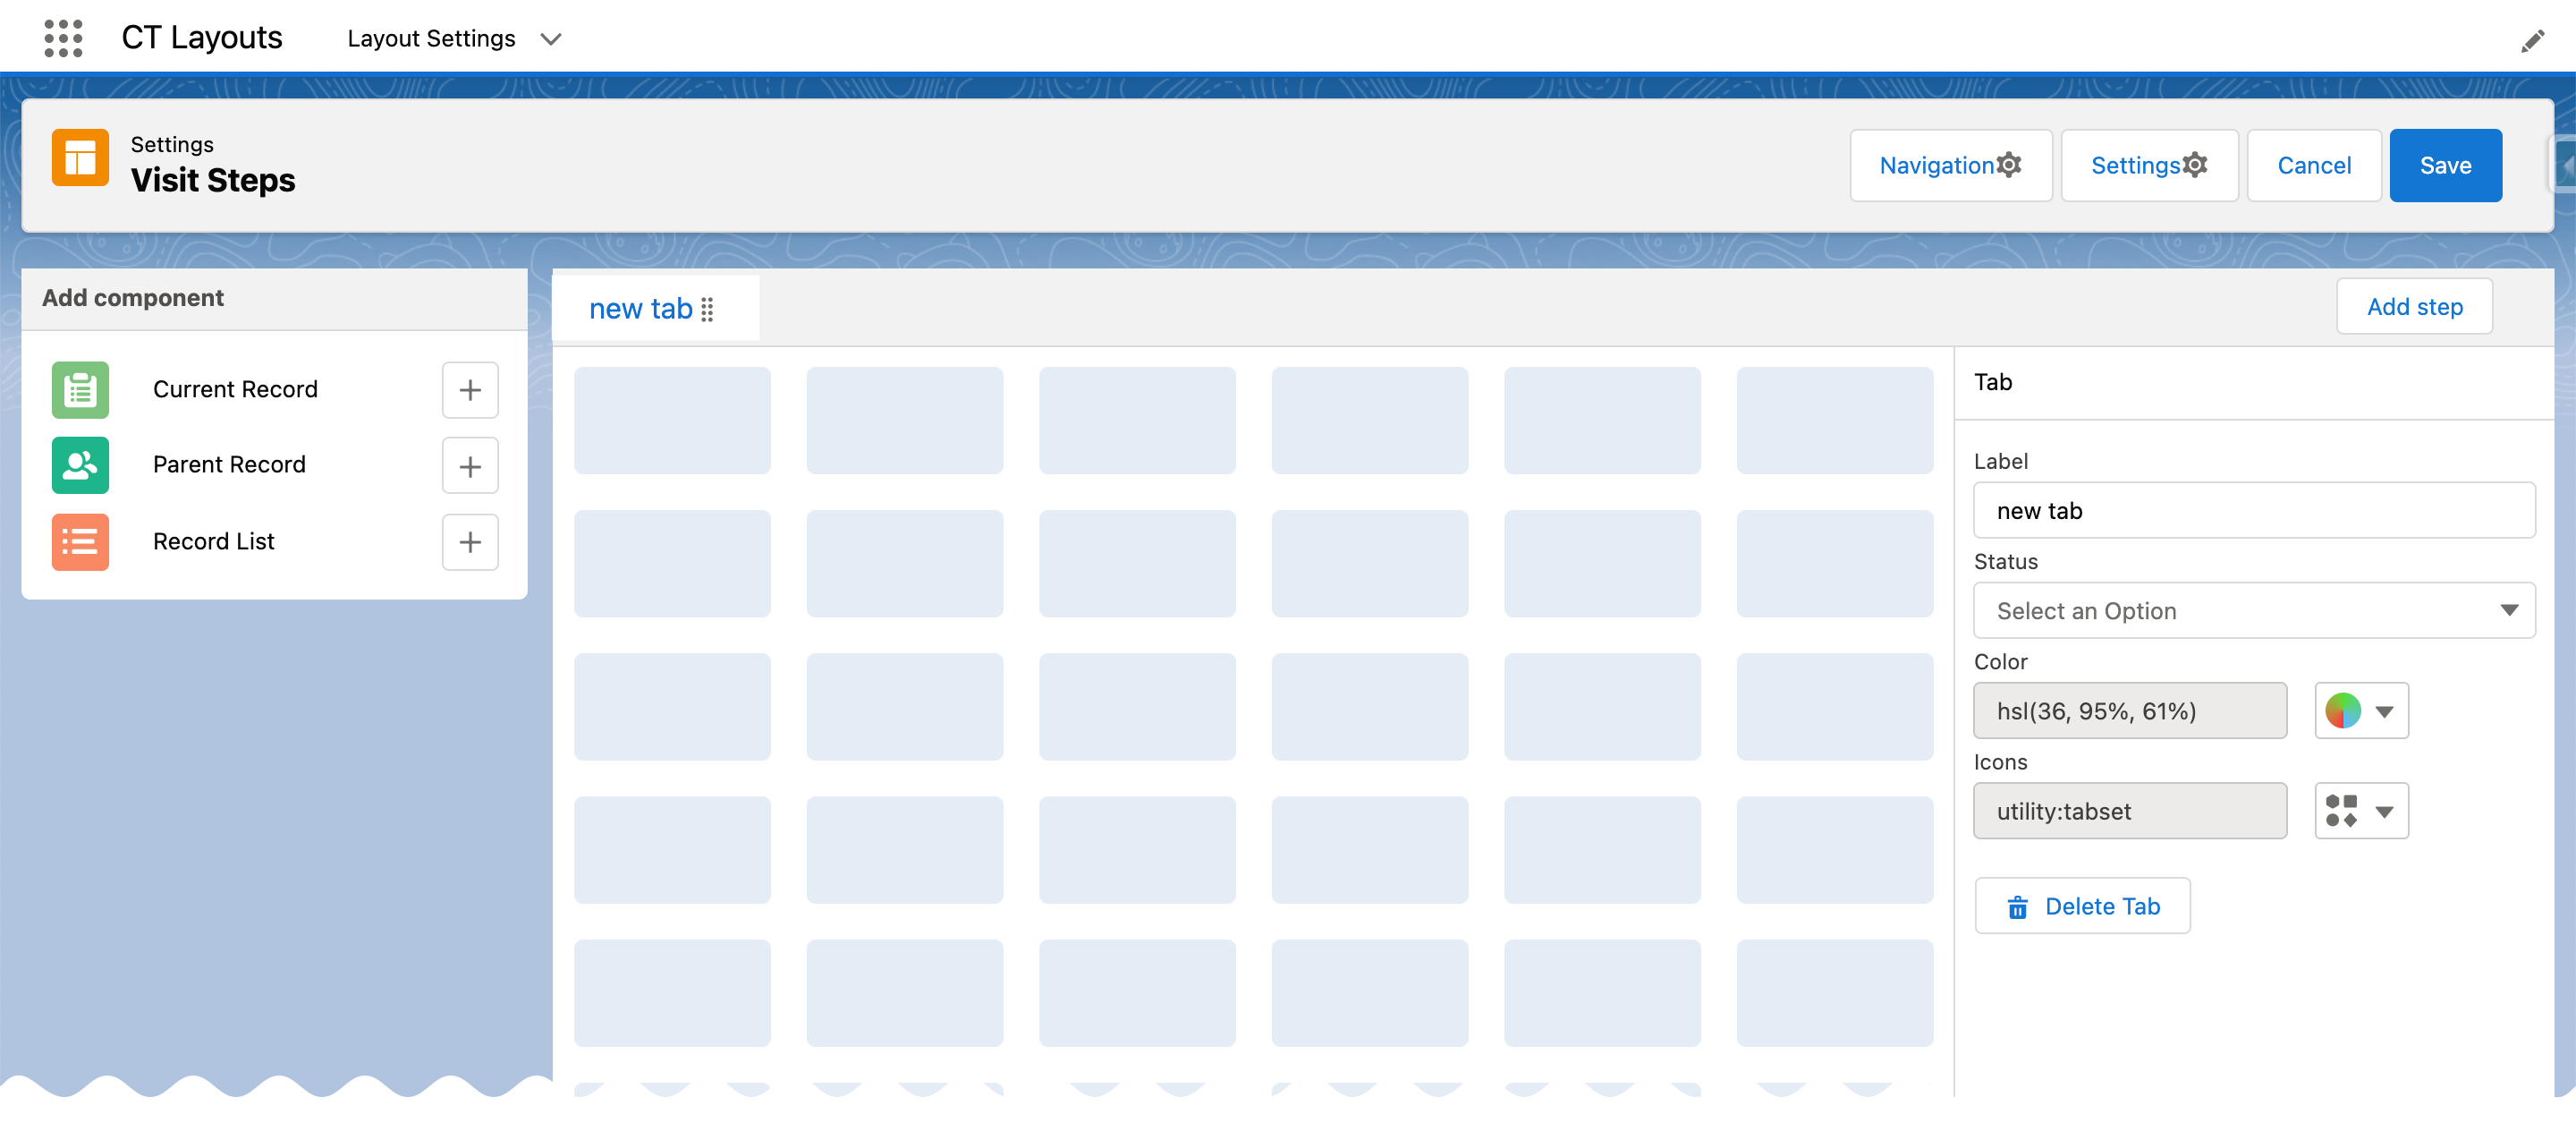 CT Layouts
Layout Settings
Settings
Visit Steps
Navigation
Settings
Cancel
Save
Add component
Current Record
Parent Record
Record List
new tab
Add step
Tab
Label
new tab
Status
Select an Option
Color
hsl(36, 95%, 61%)
Icons
utility:tabset
Delete Tab